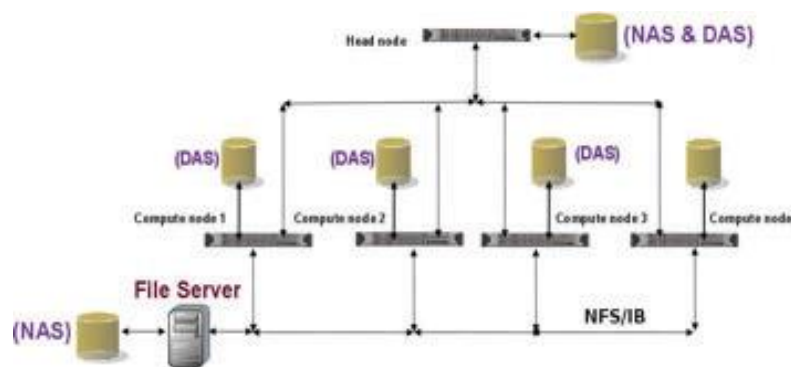 Head node
(NAS & DAS)
(DAS)
(DAS)
(DAS)
Compute node 1
Compute node 2
Compute node 3
Compute node
File Server
(NAS)
NFS/IB